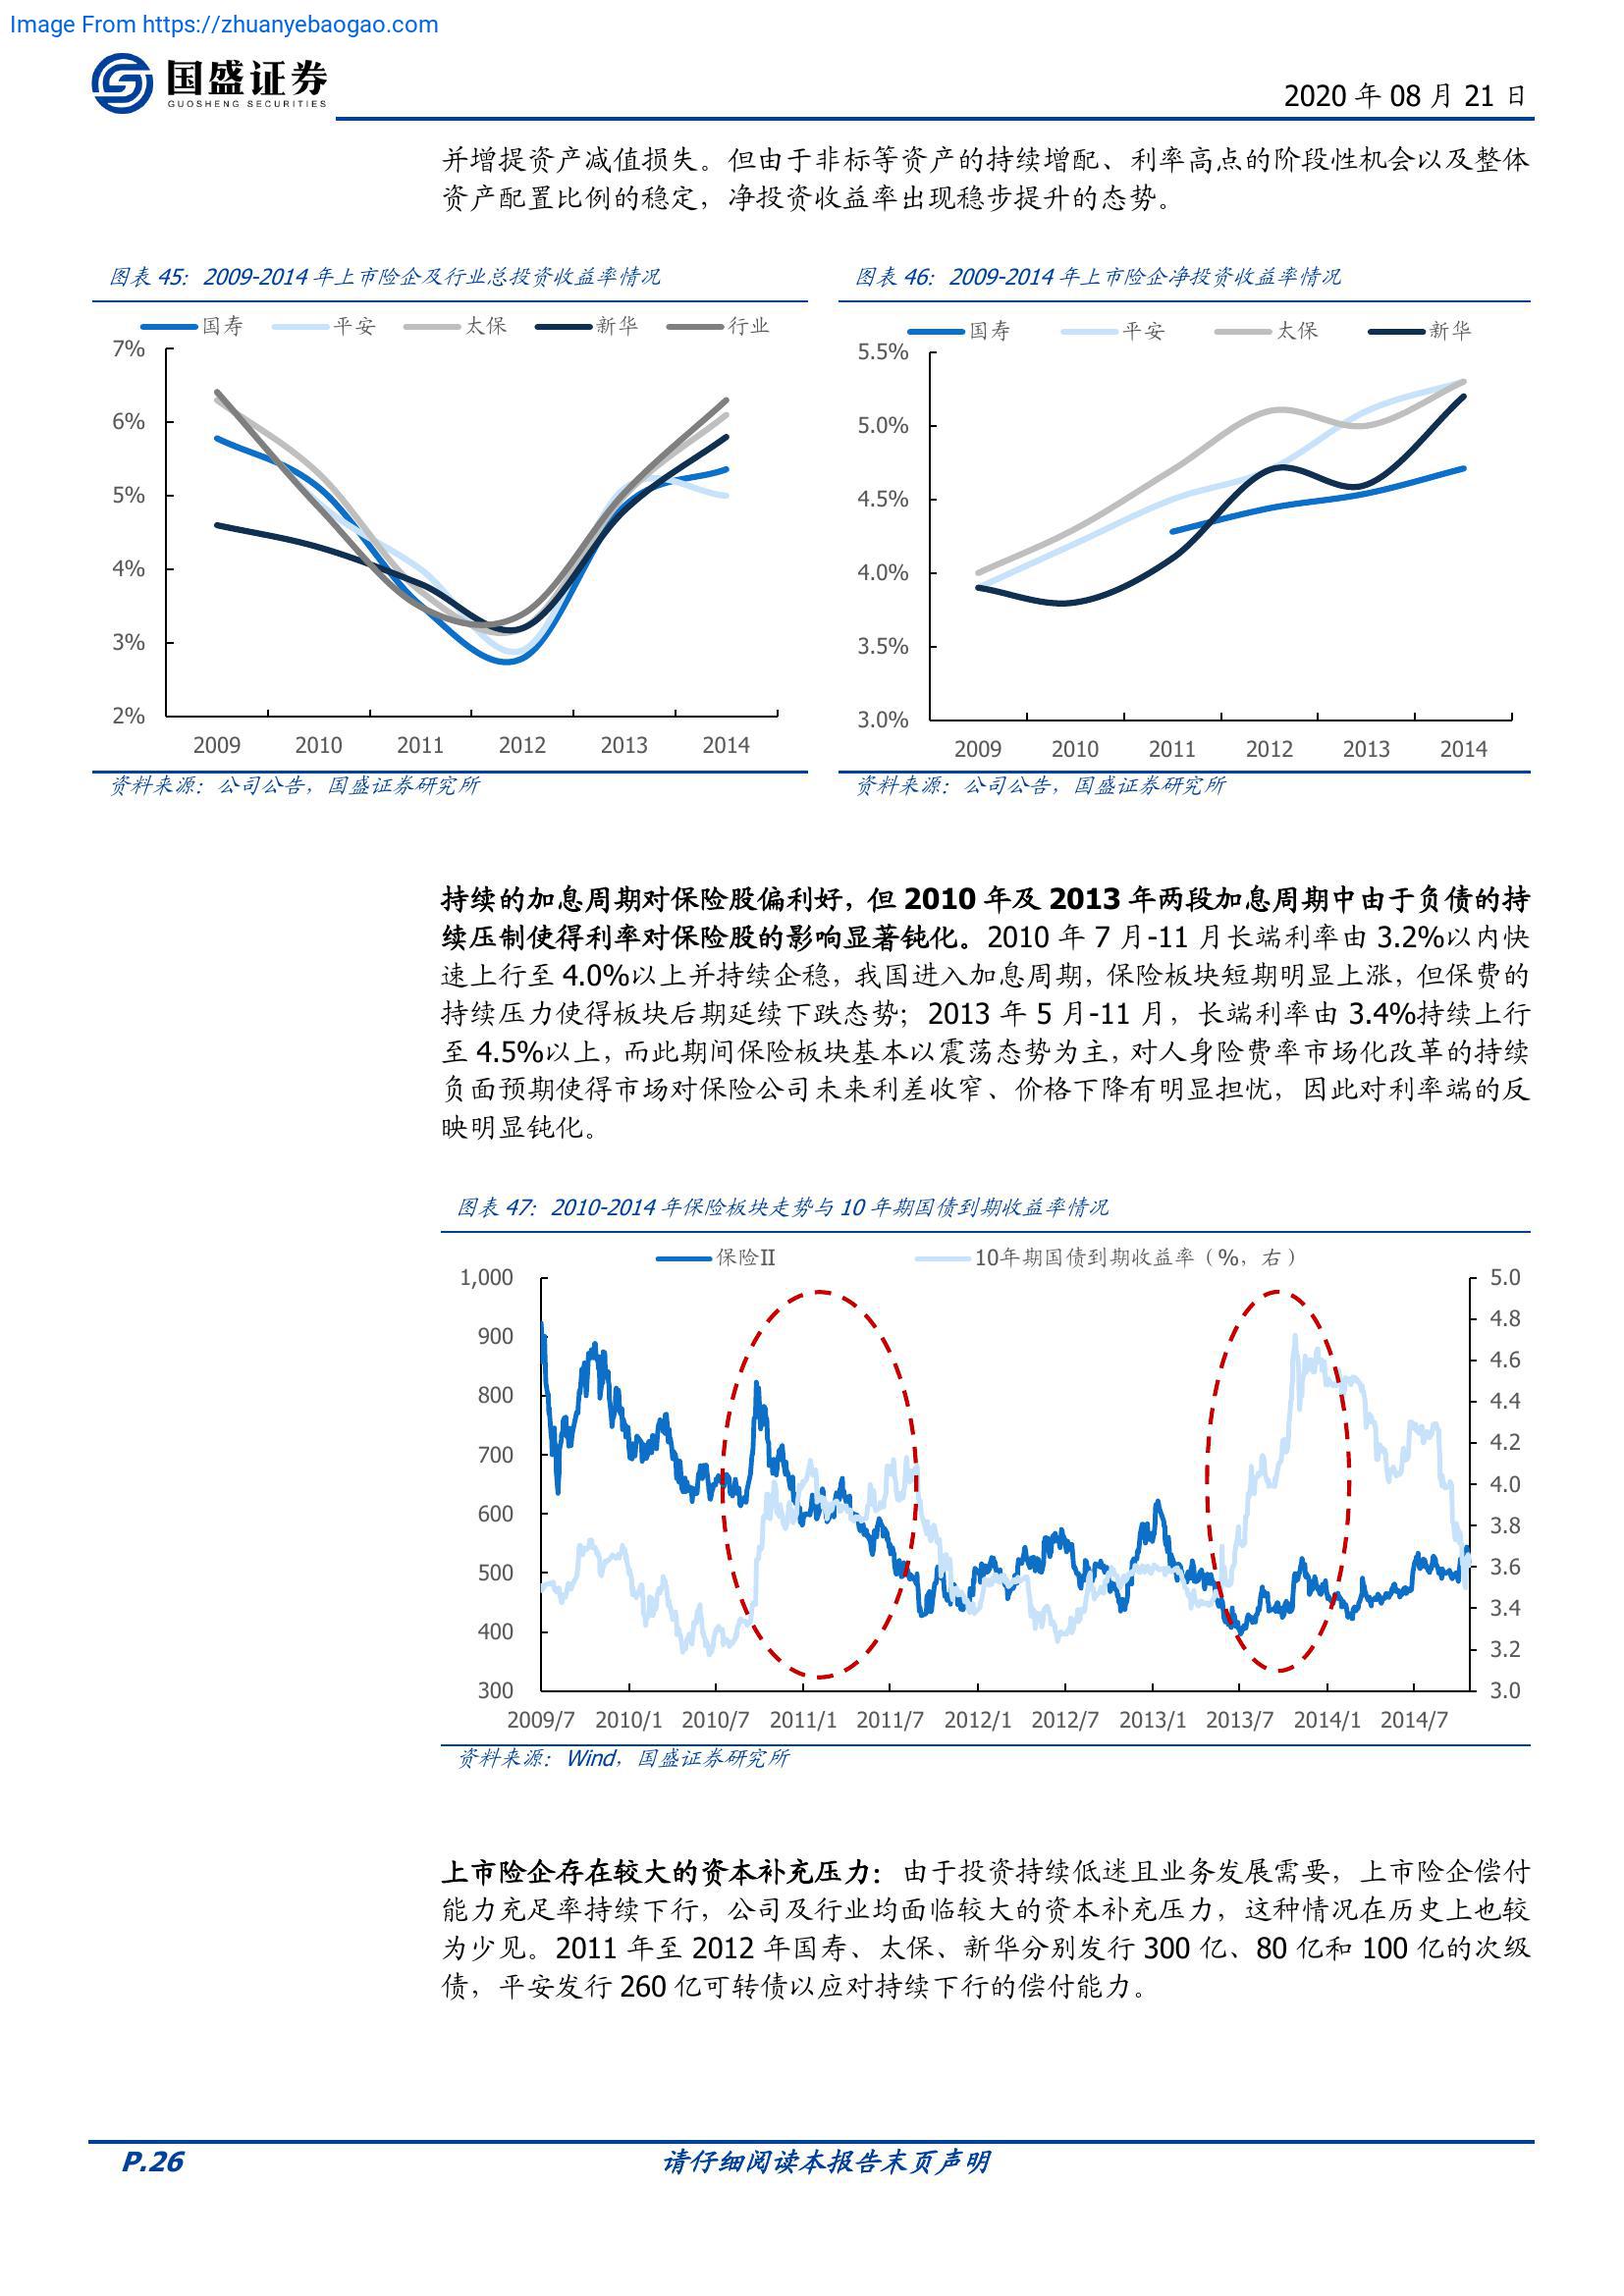 Image From https://zhuanyebaogao.com
国盛证券
GUOSHENG SECURITIES
2020 年 08 月 21 日
并增提资产减值损失。但由于非标等资产的持续增配、利率高点的阶段性机会以及整体
资产配置比例的稳定，净投资收益率出现稳步提升的态势。
图表 45：2009-2014 年上市险企及行业总投资收益率情况
国寿 平安 太保 新华 行业
7%
6%
5%
4%
3%
2%
2009 2010 2011 2012 2013 2014
资料来源：公司公告，国盛证券研究所
图表 46：2009-2014 年上市险企净投资收益率情况
国寿 平安 太保 新华
5.5%
5.0%
4.5%
4.0%
3.5%
3.0%
2009 2010 2011 2012 2013 2014
资料来源：公司公告，国盛证券研究所
持续的加息周期对保险股偏利好，但 2010 年及 2013 年两段加息周期中由于负债的持
续压制使得利率对保险股的影响显著钝化。2010 年 7 月-11 月长端利率由 3.2%以内快
速上行至 4.0%以上并持续企稳，我国进入加息周期，保险板块短期明显上涨，但保费的
持续压力使得板块后期延续下跌态势；2013 年 5 月-11 月，长端利率由 3.4%持续上行
至 4.5%以上，而此期间保险板块基本以震荡态势为主，对人身险费率市场化改革的持续
负面预期使得市场对保险公司未来利差收窄、价格下降有明显担忧，因此对利率端的反
映明显钝化。
图表 47：2010-2014 年保险板块走势与 10 年期国债到期收益率情况
保险II 10年期国债到期收益率（%，右）
1,000
900
800
700
600
500
400
300
5.0
4.8
4.6
4.4
4.2
4.0
3.8
3.6
3.4
3.2
3.0
2009/7 2010/1 2010/7 2011/1 2011/7 2012/1 2012/7 2013/1 2013/7 2014/1 2014/7
资料来源：Wind，国盛证券研究所
上市险企存在较大的资本补充压力：由于投资持续低迷且业务发展需要，上市险企偿付
能力充足率持续下行，公司及行业均面临较大的资本补充压力，这种情况在历史上也较
为少见。2011 年至 2012 年国寿、太保、新华分别发行 300 亿、80 亿和 100 亿的次级
债，平安发行 260 亿可转债以应对持续下行的偿付能力。
P.26
请仔细阅读本报告末页声明